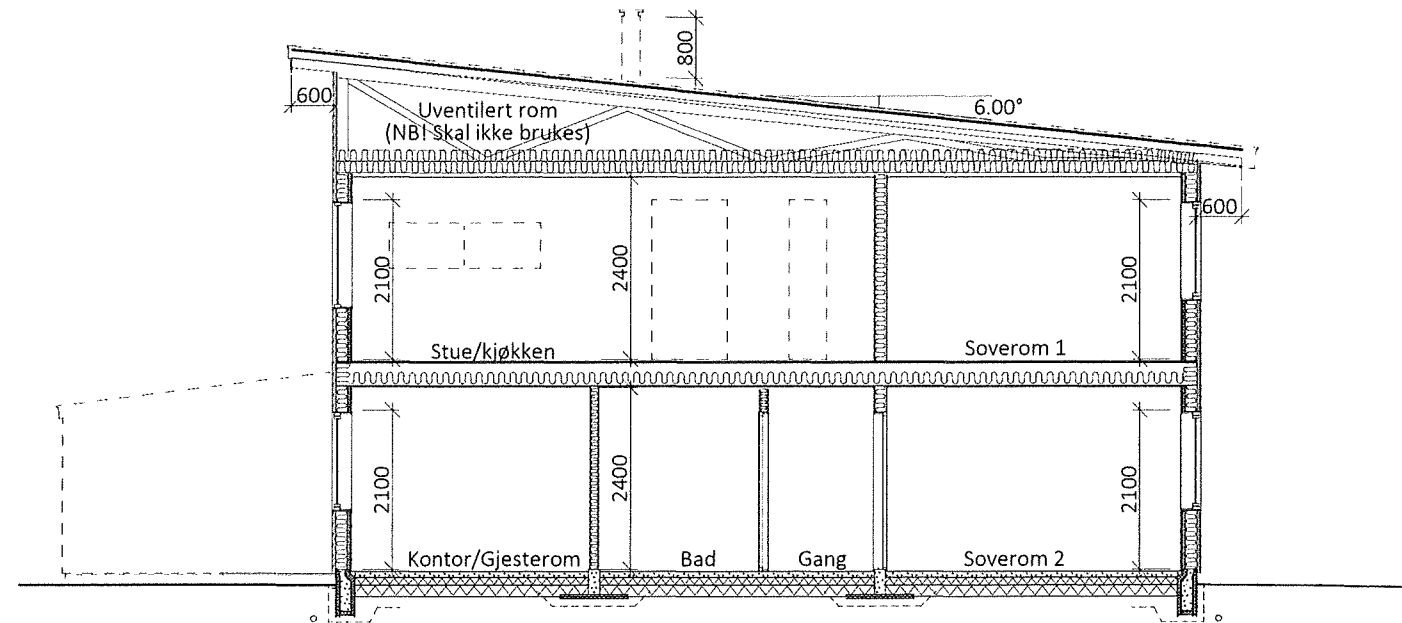 800
600
6.00°
Uventilert rom
(NB! Skal ikke brukes)
600
2100
2400
2100
Stue/kjøkken
Soverom 1
2100
2400
2100
Kontor/Gjesterom
Bad
Gang
Soverom 2